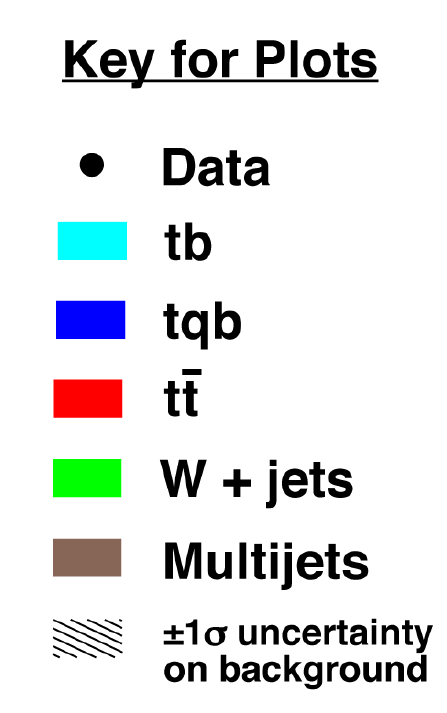 Key for Plots
Data
tb
tqb
tt̄
W + jets
Multijets
±1σ uncertainty
on background